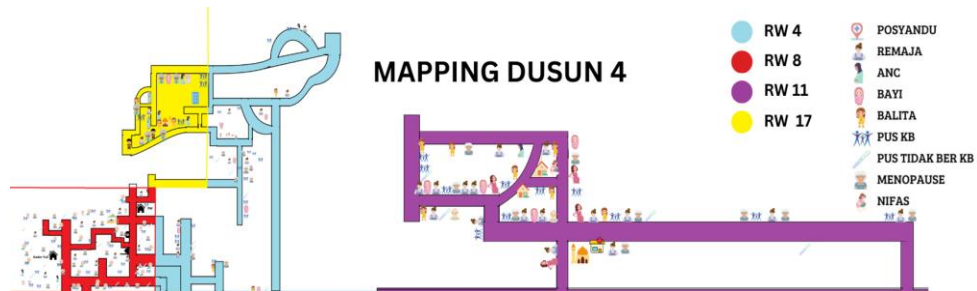 MAPPING DUSUN 4
RW 4
RW 8
RW 11
RW 17
POSYANDU
REMAJA
ANC
BAYI
BALITA
PUS KB
PUS TIDAK BER KB
MENOPAUSE
NIFAS